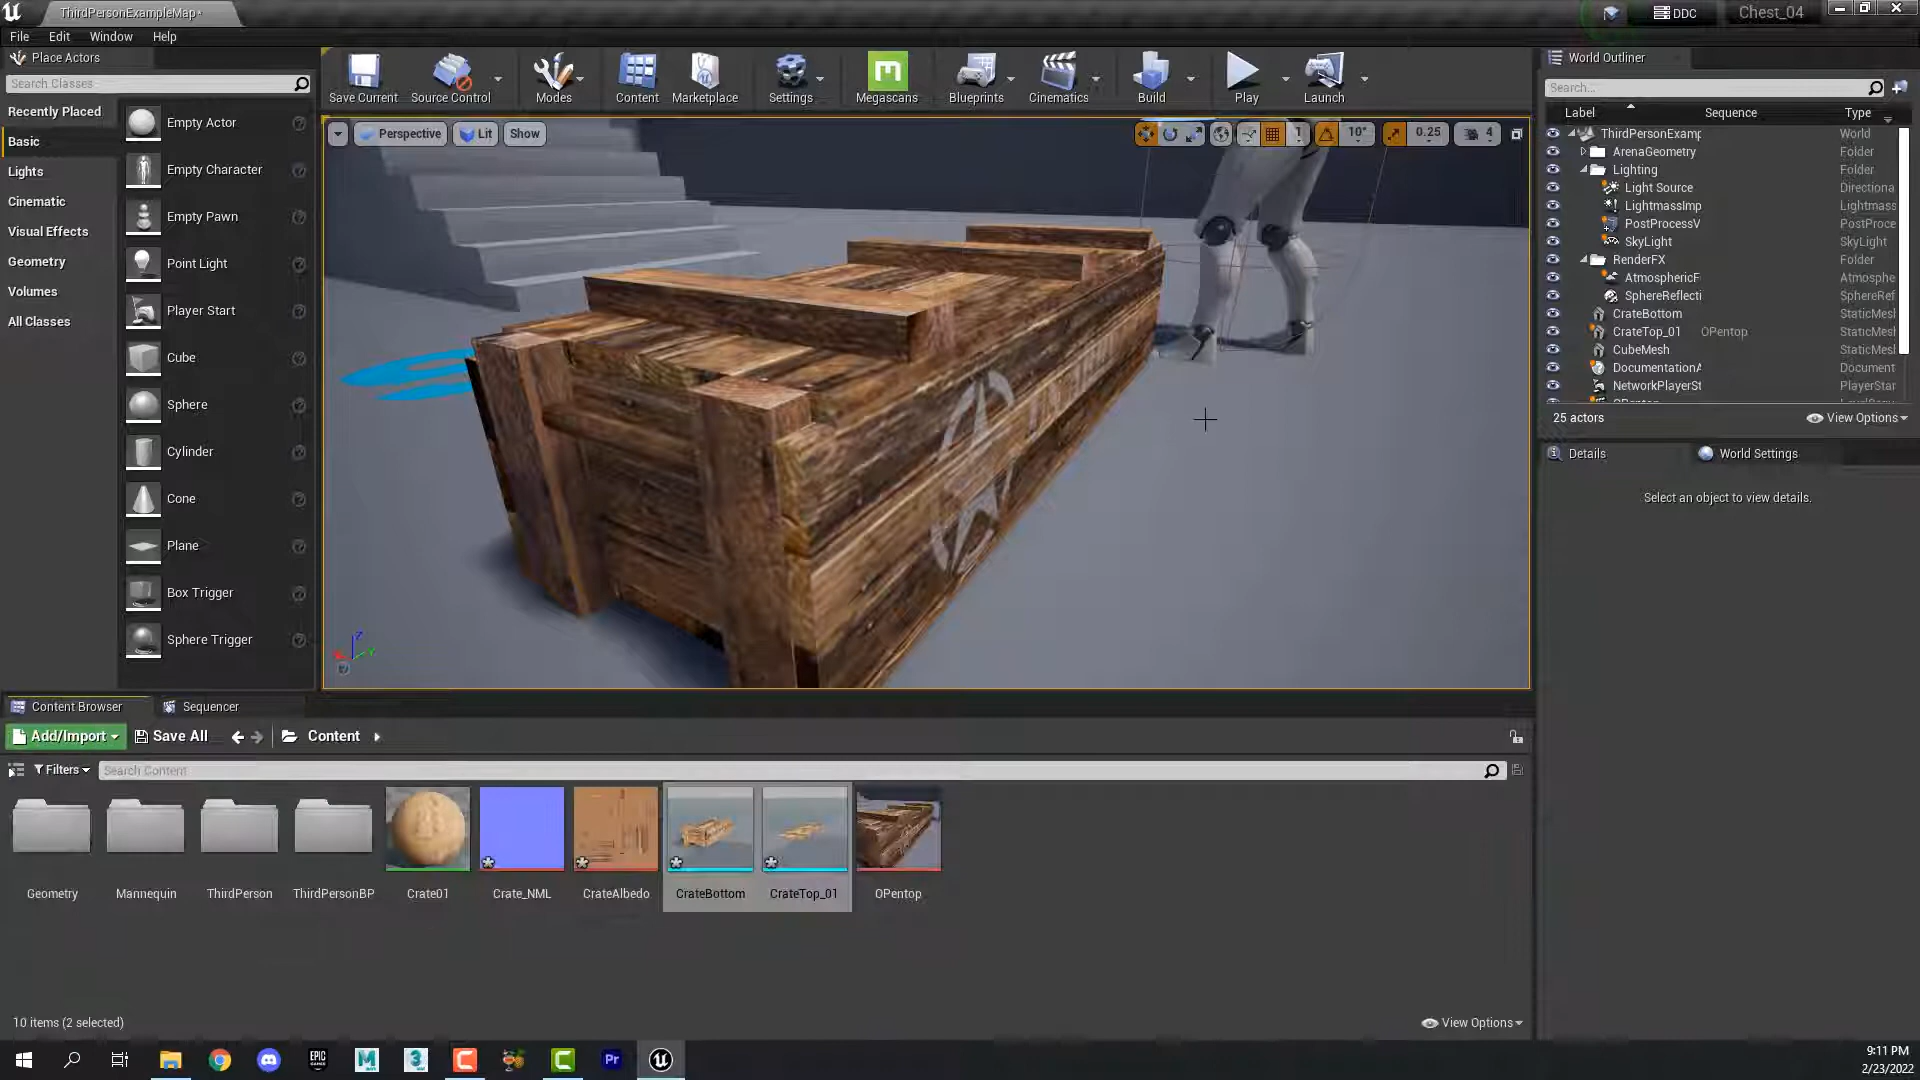 ThirdPersonExampleMap*
DDC
Chest_04
File Edit Window Help
Place Actors
Search Classes
Recently Placed
Basic
Lights
Cinematic
Visual Effects
Geometry
Volumes
All Classes
Empty Actor
Empty Character
Empty Pawn
Point Light
Player Start
Cube
Sphere
Cylinder
Cone
Plane
Box Trigger
Sphere Trigger
Save Current
Source Control
Modes
Content
Marketplace
Settings
Megascans
Blueprints
Cinematics
Build
Play
Launch
Perspective Lit Show
1 10° 0.25 4
World Outliner
Search...
Label Sequence Type
ThirdPersonExamp World
ArenaGeometry Folder
Lighting Folder
Light Source Directiona
LightmassImp Lightmass
PostProcessV PostProce
SkyLight SkyLight
RenderFX Folder
AtmosphericF Atmosphe
SphereReflecti SphereRef
CrateBottom StaticMesl
CrateTop_01 OPentop StaticMesl
CubeMesh StaticMesl
DocumentationA Document
NetworkPlayerSt PlayerStar
25 actors View Options
Details World Settings
Select an object to view details.
Content Browser Sequencer
Add/Import Save All Content
Filters Search Content
Geometry
Mannequin
ThirdPerson
ThirdPersonBP
Crate01
Crate_NML
CrateAlbedo
CrateBottom
CrateTop_01
OPentop
10 items (2 selected) View Options
EPIC
Pr
9:11 PM
2/23/2022